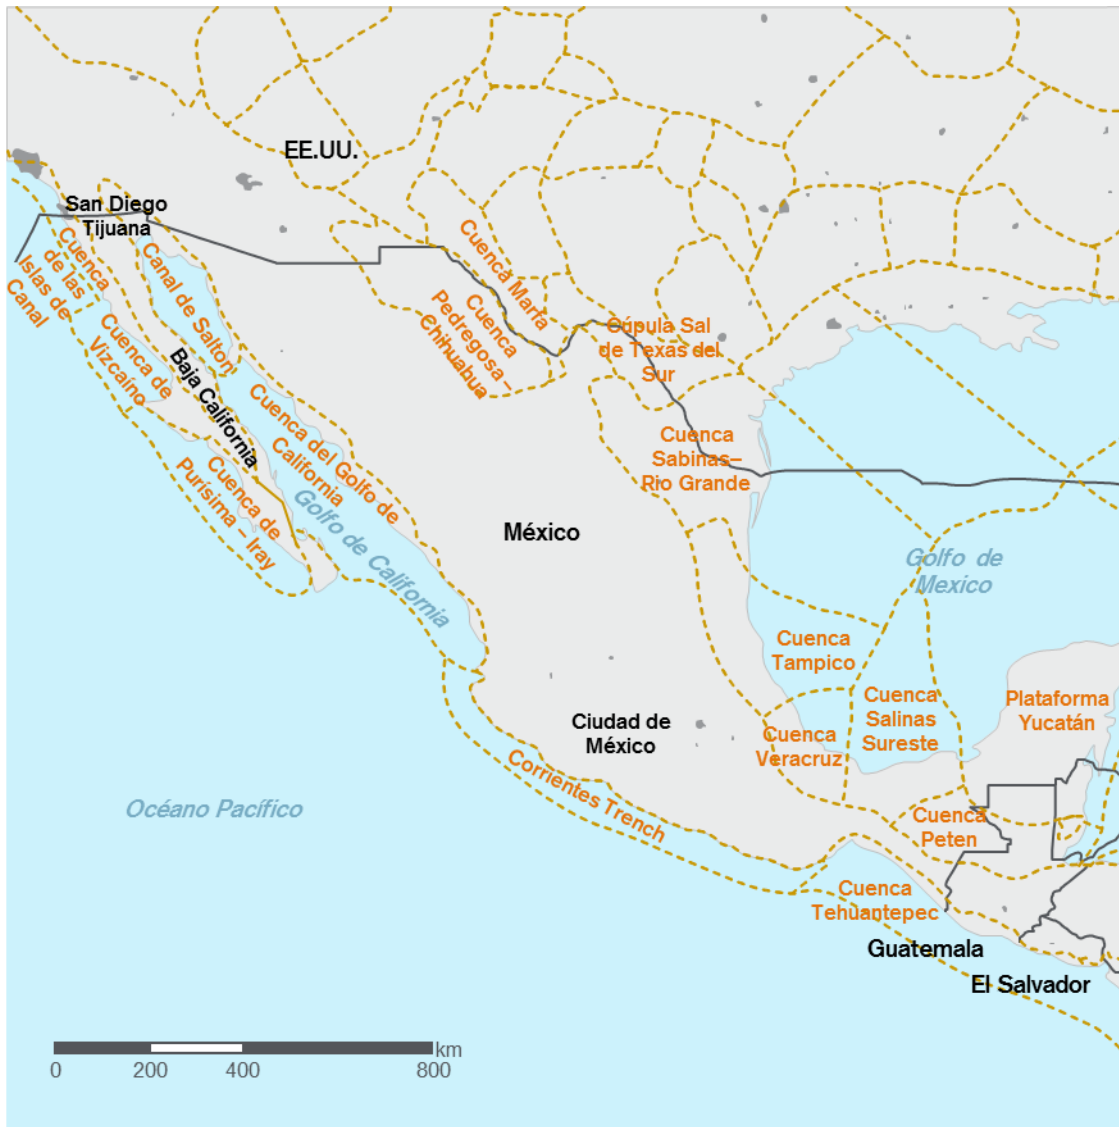 EE.UU.
San Diego
Tijuana
Cuenca
de las
Islas de
Canal
Canal de Salton
Cuenca Marfa
Cuenca
Pedregosa –
Chihuahua
Cúpula Sal
de Texas del
Sur
Cuenca de
Vizcaíno
Baja California
Cuenca del Golfo de
California
Cuenca
Sabinas–
Rio Grande
Cuenca de
Purísima – Iray
Golfo de California
México
Golfo de
Mexico
Cuenca
Tampico
Cuenca
Salinas
Sureste
Plataforma
Yucatán
Ciudad de
México
Cuenca
Veracruz
Corrientes Trench
Océano Pacífico
Cuenca
Peten
Cuenca
Tehuantepec
Guatemala
El Salvador
km
0 200 400 800